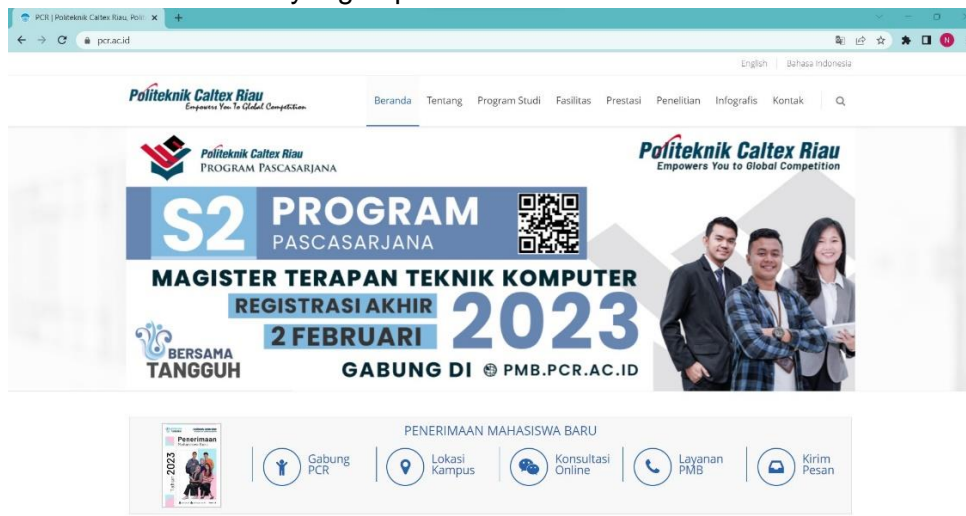 PCR | Politeknik Caltex Riau, Polit
pcr.ac.id
N
English Bahasa Indonesia
Politeknik Caltex Riau
Empowers You To Global Competition
Beranda Tentang Program Studi Fasilitas Prestasi Penelitian Infografis Kontak
Politeknik Caltex Riau
PROGRAM PASCASARJANA
Politeknik Caltex Riau
Empowers You to Global Competition
S2 PROGRAM
PASCASARJANA
MAGISTER TERAPAN TEKNIK KOMPUTER
REGISTRASI AKHIR
2 FEBRUARI 2023
BERSAMA
TANGGUH
GABUNG DI PMB.PCR.AC.ID
PENERIMAAN MAHASISWA BARU
Penerimaan
Mahasiswa Baru
Tahun 2023
Gabung
PCR
Lokasi
Kampus
Konsultasi
Online
Layanan
PMB
Kirim
Pesan